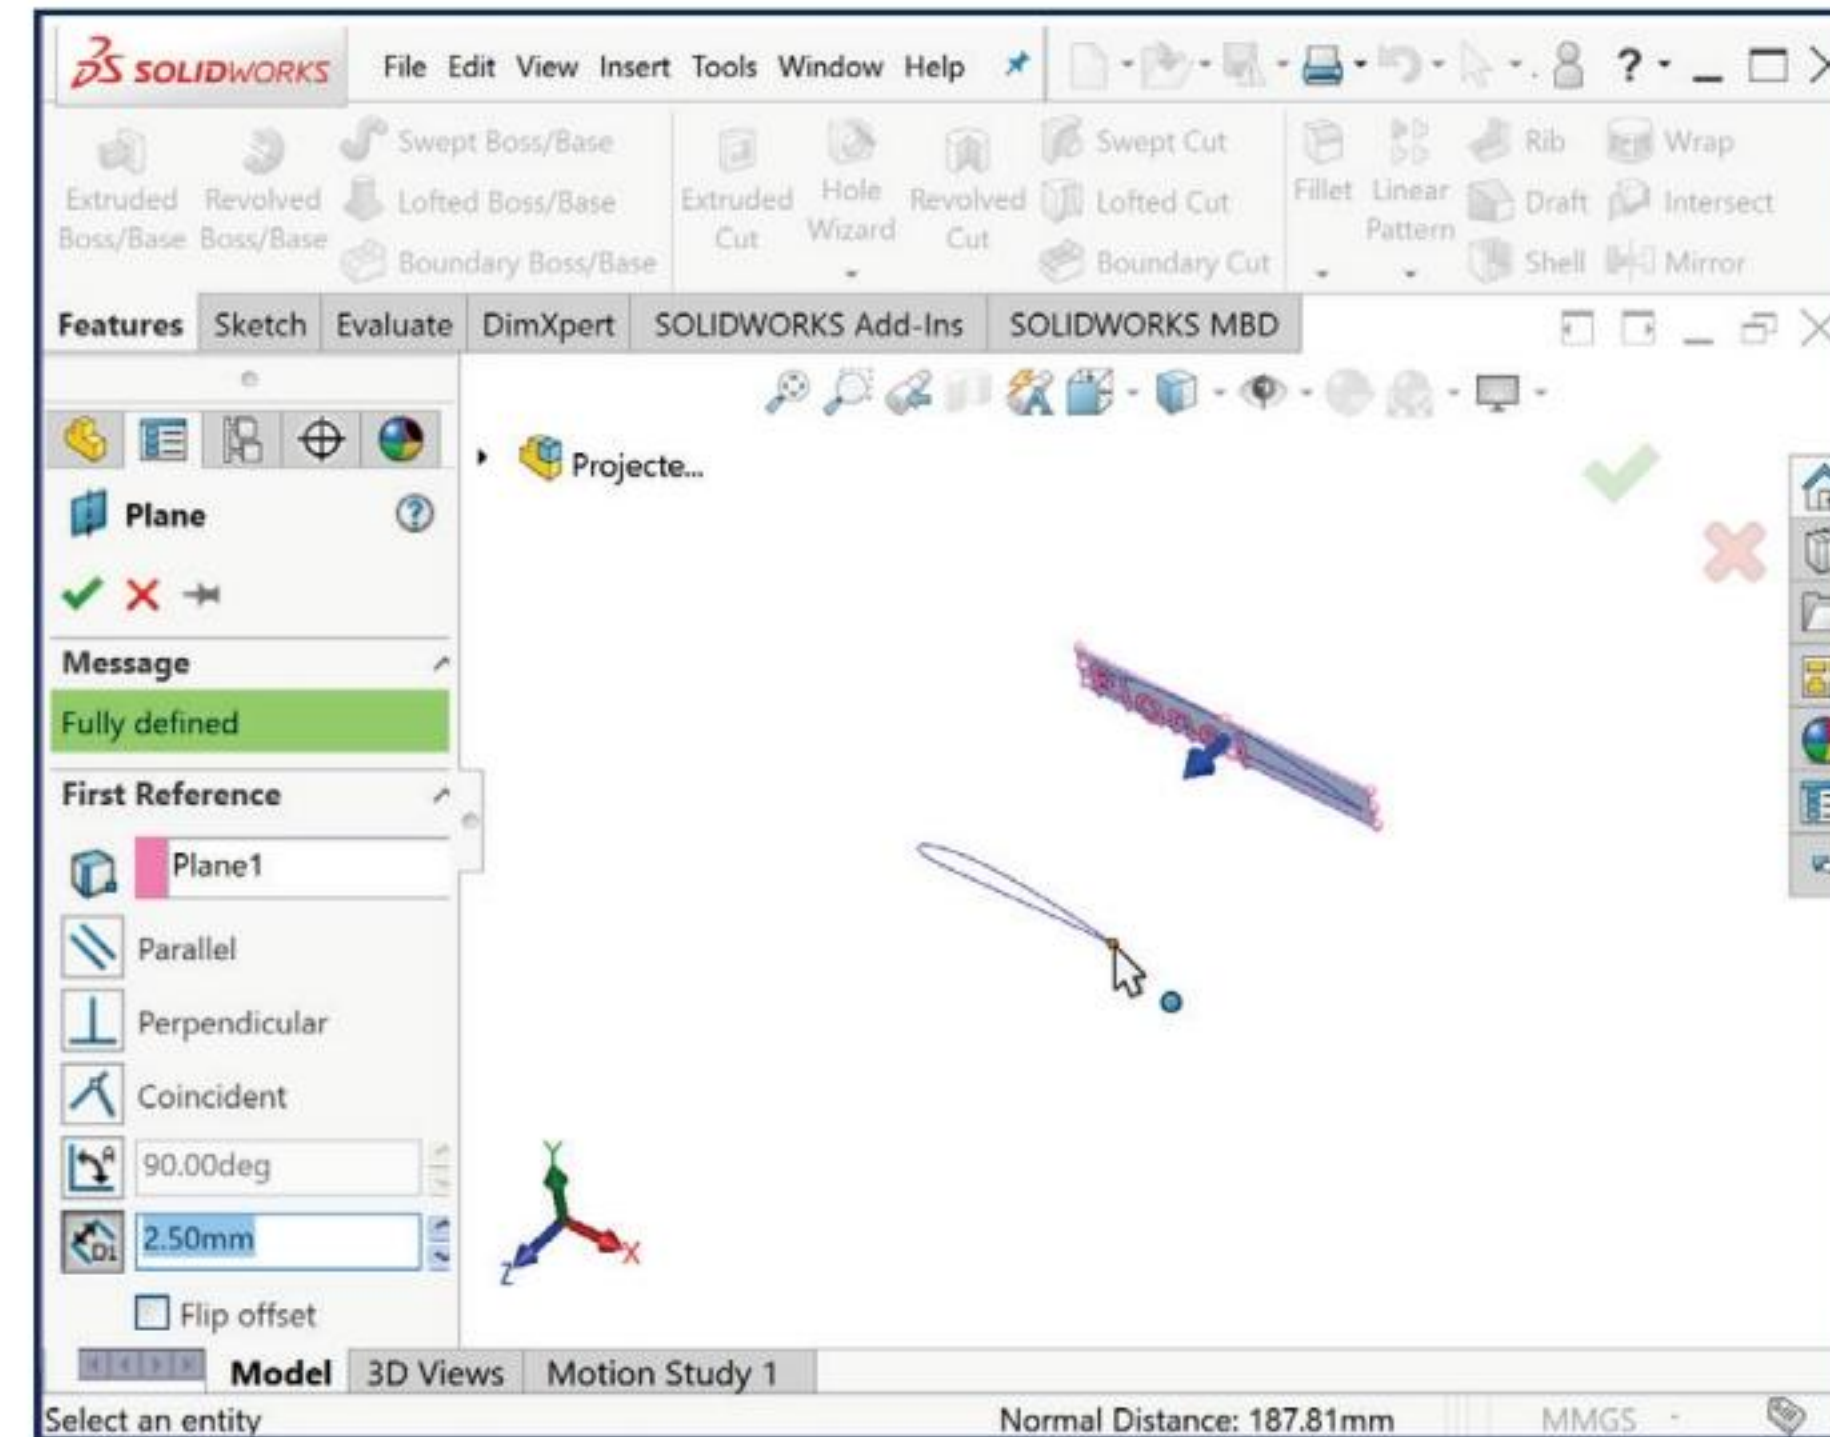 SOLIDWORKS File Edit View Insert Tools Window Help ?
Extruded Boss/Base
Revolved Boss/Base
Swept Boss/Base
Lofted Boss/Base
Boundary Boss/Base
Extruded Cut
Hole Wizard
Revolved Cut
Swept Cut
Lofted Cut
Boundary Cut
Fillet
Linear Pattern
Rib
Draft
Shell
Wrap
Intersect
Mirror
Features Sketch Evaluate DimXpert SOLIDWORKS Add-Ins SOLIDWORKS MBD
Projecte...
Plane ?
Message
Fully defined
First Reference
Plane1
Parallel
Perpendicular
Coincident
90.00deg
2.50mm
Flip offset
Y
X
Z
Model 3D Views Motion Study 1
Select an entity Normal Distance: 187.81mm MMGS